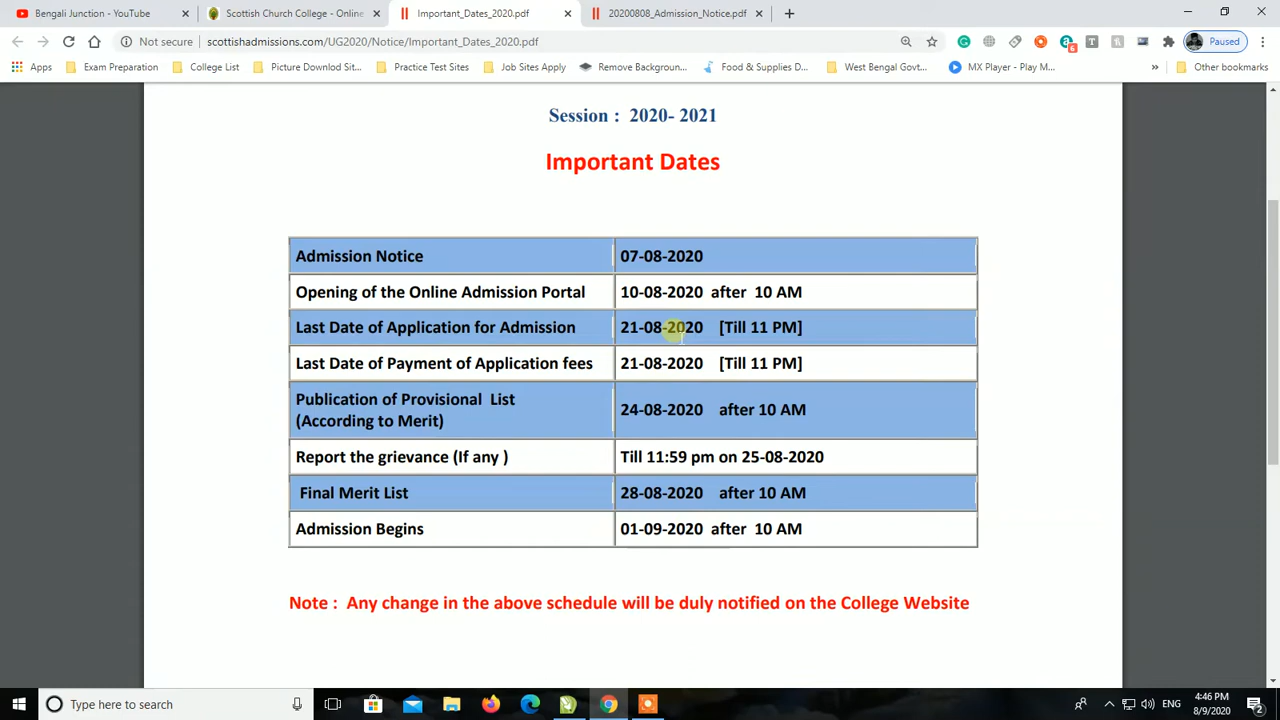 Bengali Junction - YouTube
Scottish Church College - Online
Important_Dates_2020.pdf
20200808_Admission_Notice.pdf
Not secure
scottishadmissions.com/UG2020/Notice/Important_Dates_2020.pdf
6
T
Paused
Apps
Exam Preparation
College List
Picture Downlod Sit...
Practice Test Sites
Job Sites Apply
Remove Backgroun...
Food & Supplies D...
West Bengal Govt...
MX Player - Play M...
»
Other bookmarks
Session : 2020- 2021
Important Dates
Admission Notice 07-08-2020
Opening of the Online Admission Portal 10-08-2020 after 10 AM
Last Date of Application for Admission 21-08-2020 [Till 11 PM]
Last Date of Payment of Application fees 21-08-2020 [Till 11 PM]
Publication of Provisional List
(According to Merit) 24-08-2020 after 10 AM
Report the grievance (If any ) Till 11:59 pm on 25-08-2020
Final Merit List 28-08-2020 after 10 AM
Admission Begins 01-09-2020 after 10 AM
Note : Any change in the above schedule will be duly notified on the College Website
Type here to search
ENG
4:46 PM
8/9/2020
2